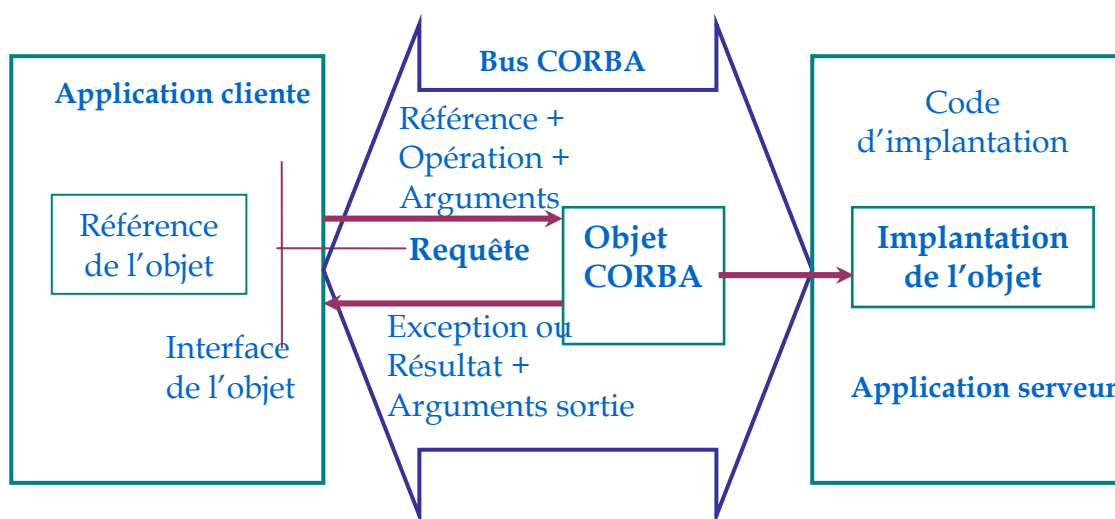 Bus CORBA
Application cliente
Référence +
Opération +
Arguments
Référence
de l'objet
Requête
Interface
de l'objet
Objet
CORBA
Exception ou
Résultat +
Arguments sortie
Code
d'implantation
Implantation
de l'objet
Application serveur